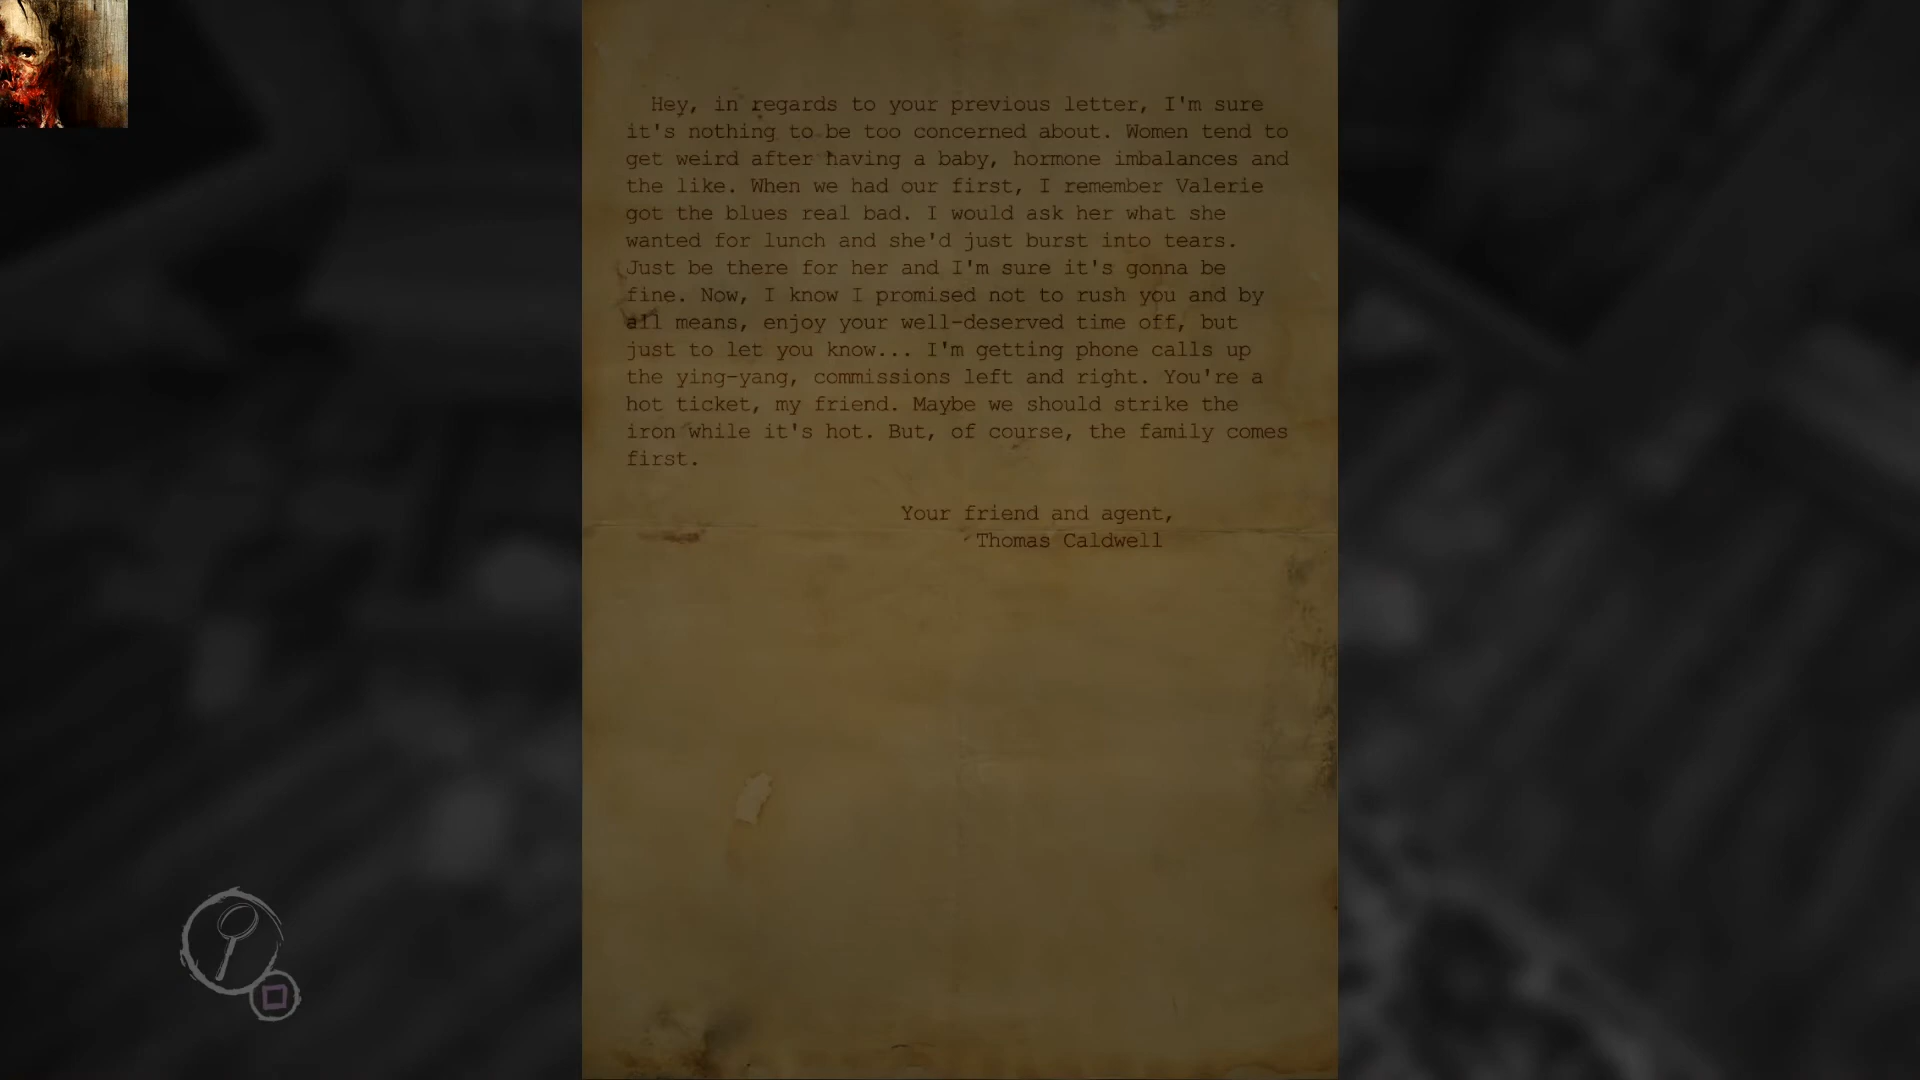 Hey, in regards to your previous letter, I'm sure
it's nothing to be too concerned about. Women tend to
get weird after having a baby, hormone imbalances and
the like. When we had our first, I remember Valerie
got the blues real bad. I would ask her what she
wanted for lunch and she'd just burst into tears.
Just be there for her and I'm sure it's gonna be
fine. Now, I know I promised not to rush you and by
all means, enjoy your well-deserved time off, but
just to let you know... I'm getting phone calls up
the ying-yang, commissions left and right. You're a
hot ticket, my friend. Maybe we should strike the
iron while it's hot. But, of course, the family comes
first.
Your friend and agent,
Thomas Caldwell